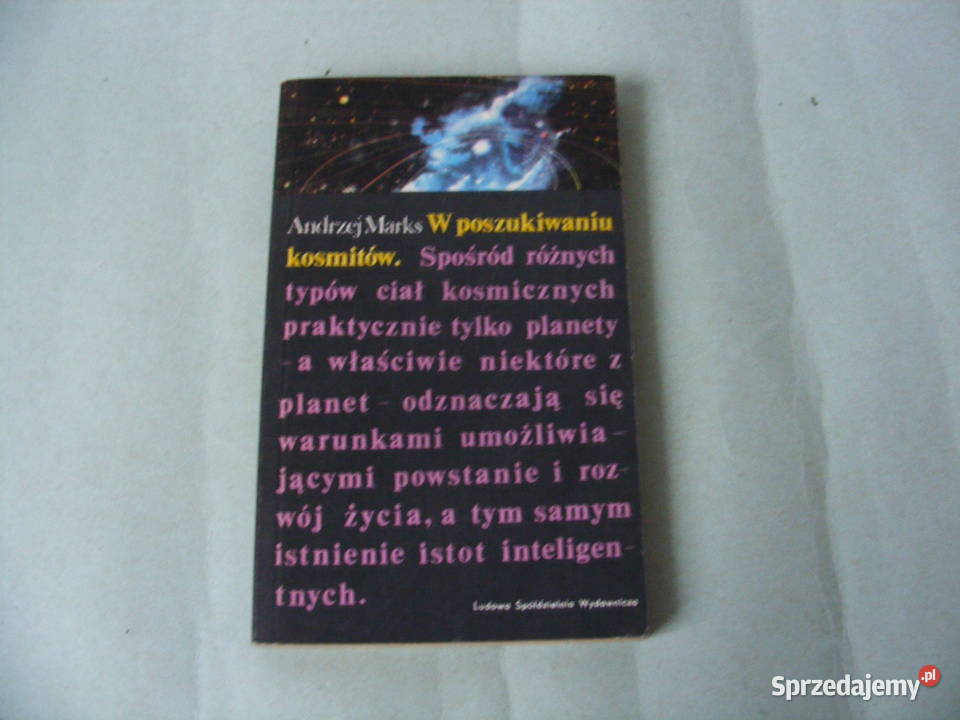 Andrzej Marks W poszukiwaniu
kosmitów. Spośród różnych
typów ciał kosmicznych
praktycznie tylko planety
- a właściwie niektóre z
planet - odznaczają się
warunkami umożliwia-
jącymi powstanie i roz-
wój życia, a tym samym
istnienie istot inteligen-
tnych.
Ludowa Spółdzielnia Wydawnicza
Sprzedajemy.pl